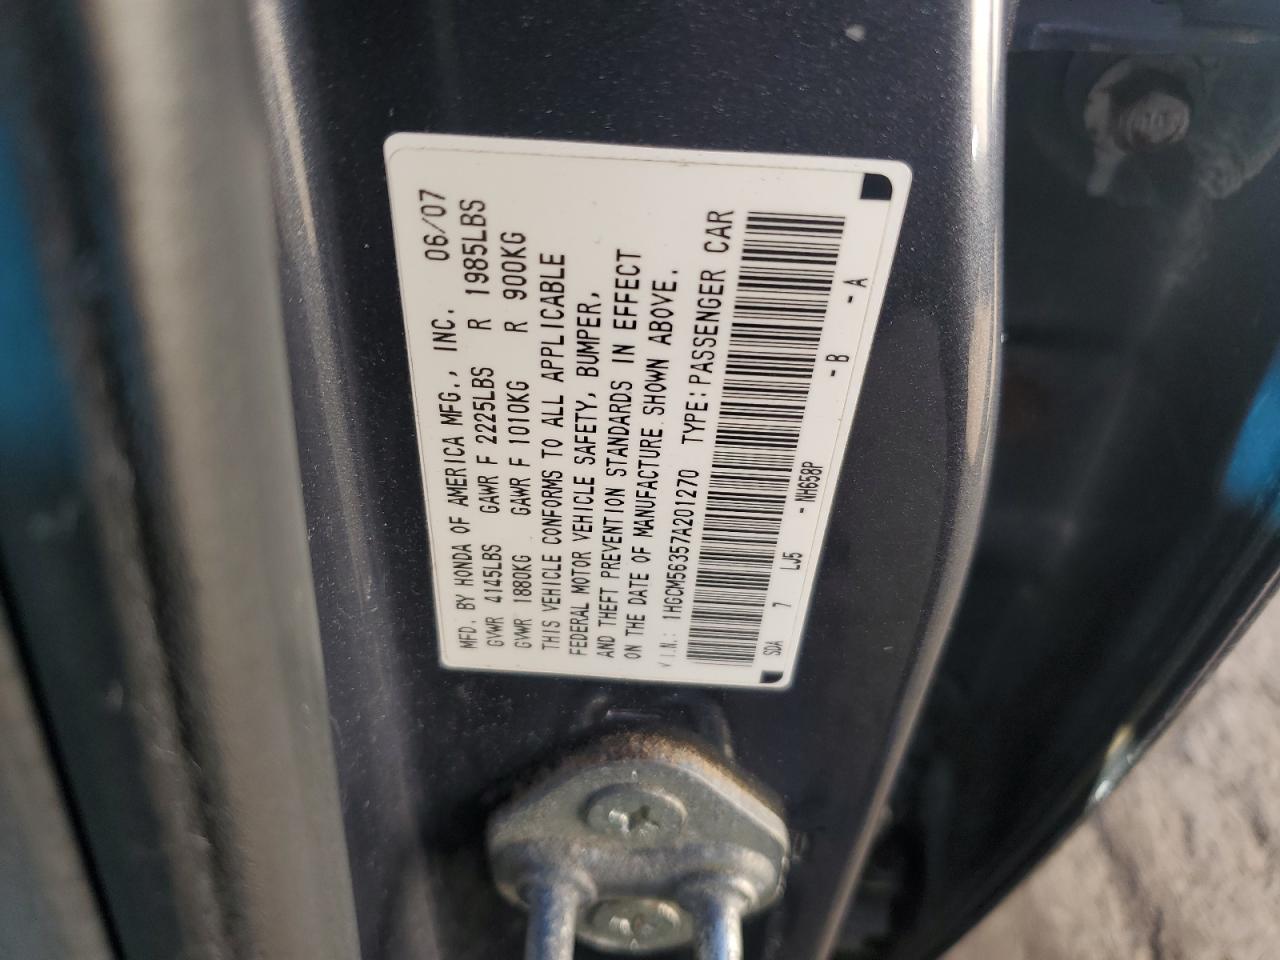 MFD. BY HONDA OF AMERICA MFG., INC. 06/07
GVWR 4145LBS GAWR F 2225LBS R 1985LBS
GVWR 1880KG GAWR F 1010KG R 900KG
THIS VEHICLE CONFORMS TO ALL APPLICABLE
FEDERAL MOTOR VEHICLE SAFETY, BUMPER,
AND THEFT PREVENTION STANDARDS IN EFFECT
ON THE DATE OF MANUFACTURE SHOWN ABOVE.
V.I.N.: 1HGCM56357A201270 TYPE: PASSENGER CAR
SDA 7 LJ5 - NH658P - B - A